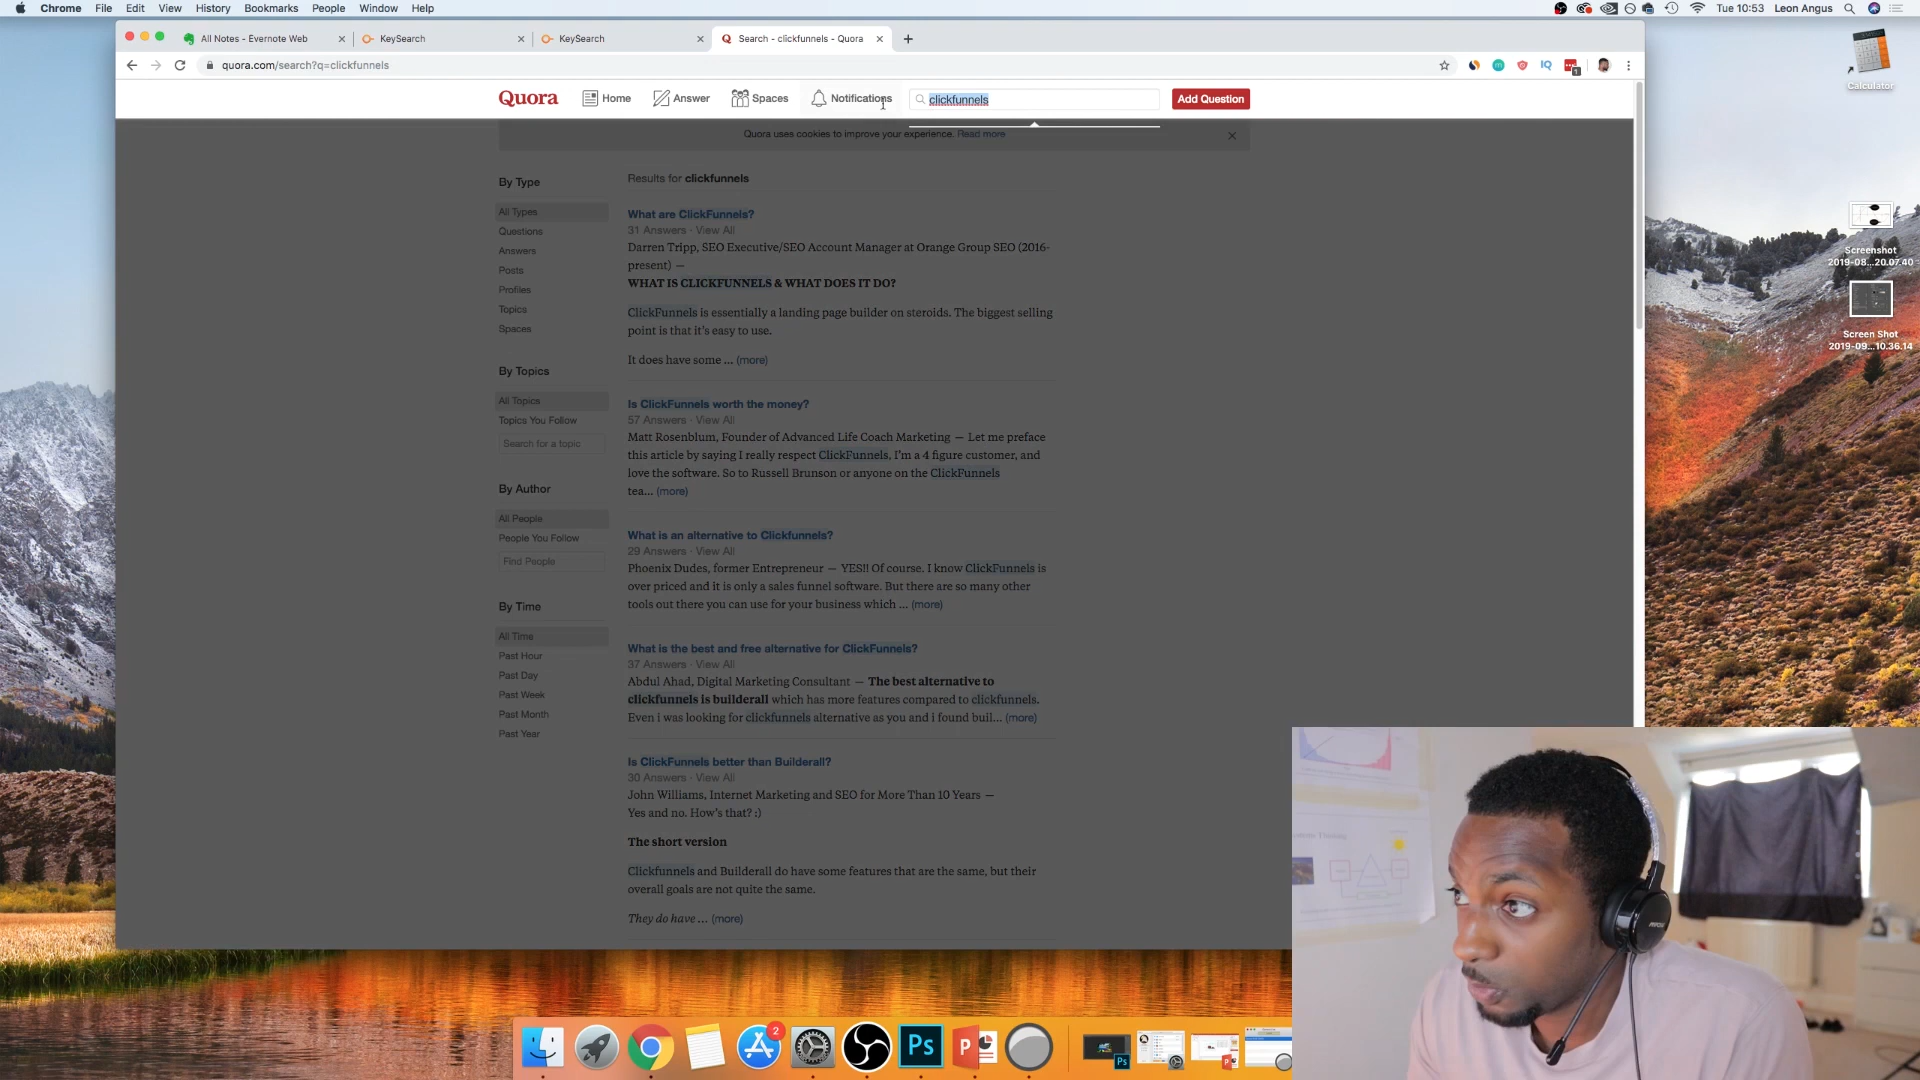 Chrome File Edit View History Bookmarks People Window Help
Tue 10:53 Leon Angus
All Notes - Evernote Web
KeySearch
KeySearch
Search - clickfunnels - Quora
quora.com/search?q=clickfunnels
IQ
1
Quora
Home
Answer
Spaces
Notifications
clickfunnels
Add Question
Quora uses cookies to improve your experience. Read more
By Type
All Types
Questions
Answers
Posts
Profiles
Topics
Spaces
By Topics
All Topics
Topics You Follow
Search for a topic
By Author
All People
People You Follow
Find People
By Time
All Time
Past Hour
Past Day
Past Week
Past Month
Past Year
Results for clickfunnels
What are ClickFunnels?
31 Answers · View All
Darren Tripp, SEO Executive/SEO Account Manager at Orange Group SEO (2016-
present) —
WHAT IS CLICKFUNNELS & WHAT DOES IT DO?
ClickFunnels is essentially a landing page builder on steroids. The biggest selling
point is that it's easy to use.
It does have some ... (more)
Is ClickFunnels worth the money?
57 Answers · View All
Matt Rosenblum, Founder of Advanced Life Coach Marketing — Let me preface
this article by saying I really respect ClickFunnels, I'm a 4 figure customer, and
love the software. So to Russell Brunson or anyone on the ClickFunnels
tea... (more)
What is an alternative to Clickfunnels?
29 Answers · View All
Phoenix Dudes, former Entrepreneur — YES!! Of course. I know ClickFunnels is
over priced and it is only a sales funnel software. But there are so many other
tools out there you can use for your business which ... (more)
What is the best and free alternative for ClickFunnels?
37 Answers · View All
Abdul Ahad, Digital Marketing Consultant — The best alternative to
clickfunnels is builderall which has more features compared to clickfunnels.
Even i was looking for clickfunnels alternative as you and i found buil... (more)
Is ClickFunnels better than Builderall?
30 Answers · View All
John Williams, Internet Marketing and SEO for More Than 10 Years —
Yes and no. How's that? :)
The short version
Clickfunnels and Builderall do have some features that are the same, but their
overall goals are not quite the same.
They do have ... (more)
Calculator
Screenshot
2019-08...20.07.40
Screen Shot
2019-09...10.36.14
2
Ps
P
Ps